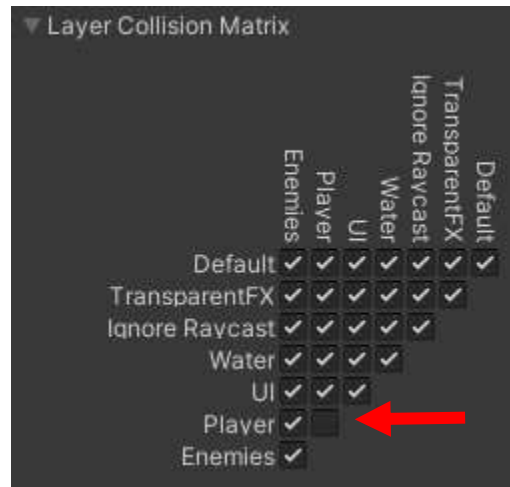 Layer Collision Matrix
Enemies
Player
UI
Water
Ignore Raycast
TransparentFX
Default
Default
TransparentFX
Ignore Raycast
Water
UI
Player
Enemies